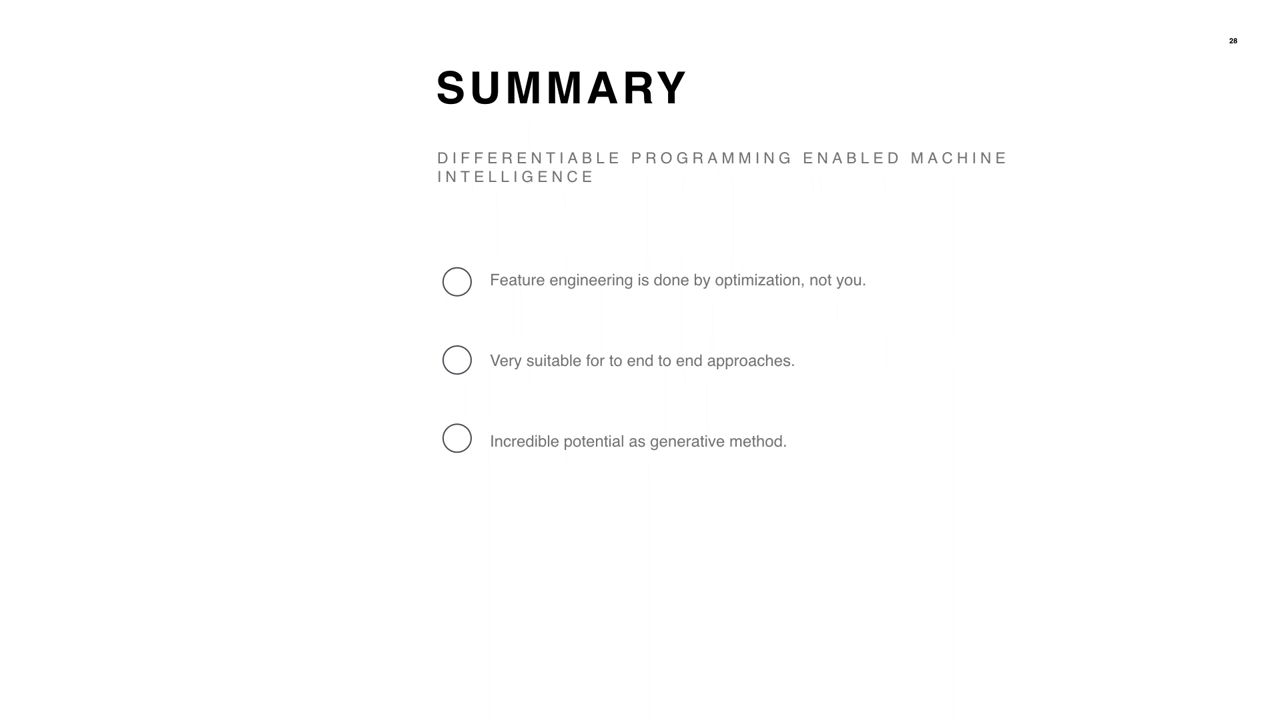 28
SUMMARY
DIFFERENTIABLE PROGRAMMING ENABLED MACHINE
INTELLIGENCE
Feature engineering is done by optimization, not you.
Very suitable for to end to end approaches.
Incredible potential as generative method.